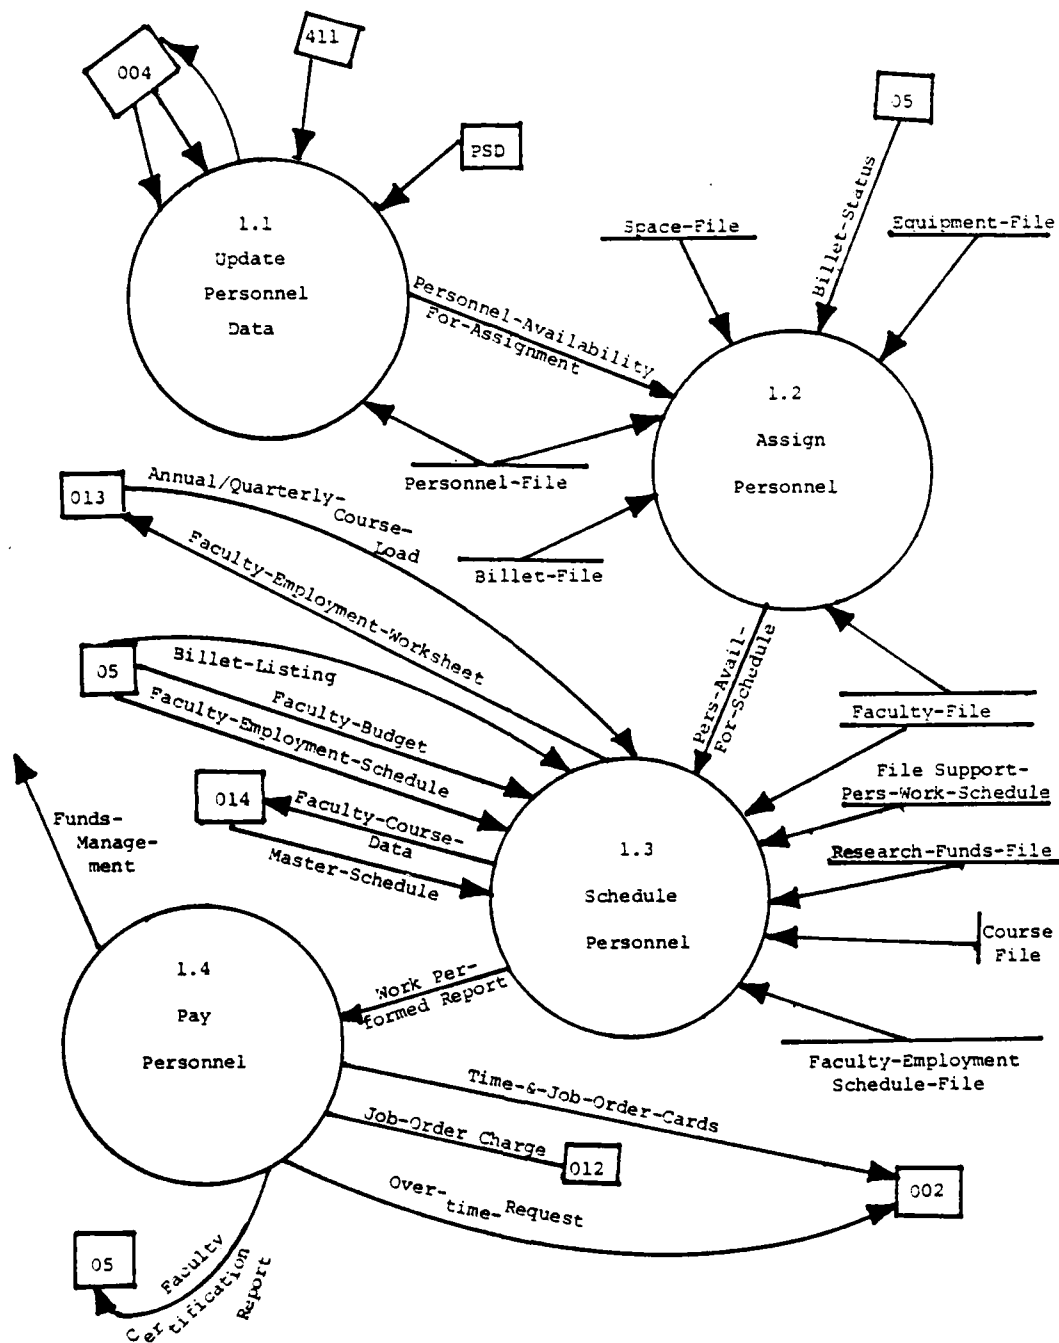 411
004
05
PSD
1.1
Update
Personnel
Data
Space-File
Billet-Status
Equipment-File
Personnel-Availability
For-Assignment
1.2
Assign
Personnel
Personnel-File
Billet-File
013
Annual/Quarterly-
Course-
Load
Faculty-Employment-Worksheet
05
Billet-Listing
Faculty-Budget
Faculty-Employment-Schedule
Pers-Avail-
For-Schedule
Faculty-File
File Support-
Pers-Work-Schedule
Research-Funds-File
Course
File
Faculty-Employment
Schedule-File
014
Faculty-Course-
Data
Master-Schedule
1.3
Schedule
Personnel
Funds-
Manage-
ment
1.4
Pay
Personnel
Work Per-
formed Report
Time-&-Job-Order-Cards
Job-Order Charge
012
002
Over-
time-Request
05
Faculty
Certification
Report